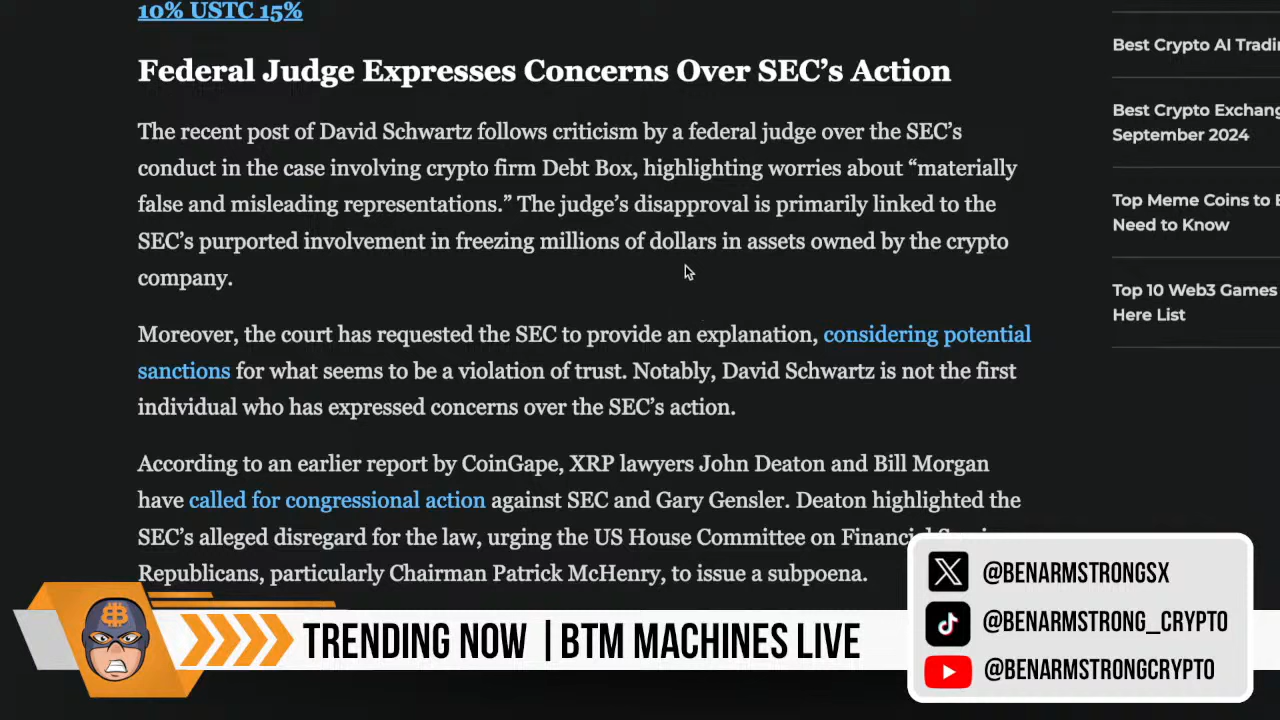 10% USTC 15%
Federal Judge Expresses Concerns Over SEC’s Action
The recent post of David Schwartz follows criticism by a federal judge over the SEC’s
conduct in the case involving crypto firm Debt Box, highlighting worries about “materially
false and misleading representations.” The judge’s disapproval is primarily linked to the
SEC’s purported involvement in freezing millions of dollars in assets owned by the crypto
company.
Moreover, the court has requested the SEC to provide an explanation, considering potential
sanctions for what seems to be a violation of trust. Notably, David Schwartz is not the first
individual who has expressed concerns over the SEC’s action.
According to an earlier report by CoinGape, XRP lawyers John Deaton and Bill Morgan
have called for congressional action against SEC and Gary Gensler. Deaton highlighted the
SEC’s alleged disregard for the law, urging the US House Committee on
Republicans, particularly Chairman Patrick McHenry, to issue a subpoena.
Best Crypto AI
Best Crypto
September 2024
Top Meme Coins to
Need to Know
Top 10 Web3 Games
Here List
TRENDING NOW | BTM MACHINES LIVE
@BENARMSTRONGSX
@BENARMSTRONG_CRYPTO
@BENARMSTRONGCRYPTO